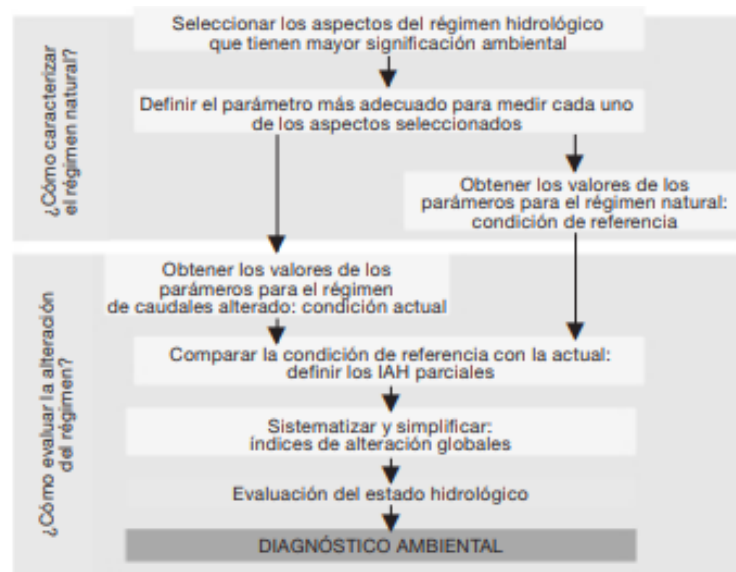 ¿Cómo caracterizar
el régimen natural?
Seleccionar los aspectos del régimen hidrológico
que tienen mayor significación ambiental
Definir el parámetro más adecuado para medir cada uno
de los aspectos seleccionados
Obtener los valores de los
parámeros para el régimen natural:
condición de referencia
¿Cómo evaluar la alteración
del régimen?
Obtener los valores de los
parámeros para el régimen
de caudales alterado: condición actual
Comparar la condición de referencia con la actual:
definir los IAH parciales
Sistematizar y simplificar:
índices de alteración globales
Evaluación del estado hidrológico
DIAGNÓSTICO AMBIENTAL